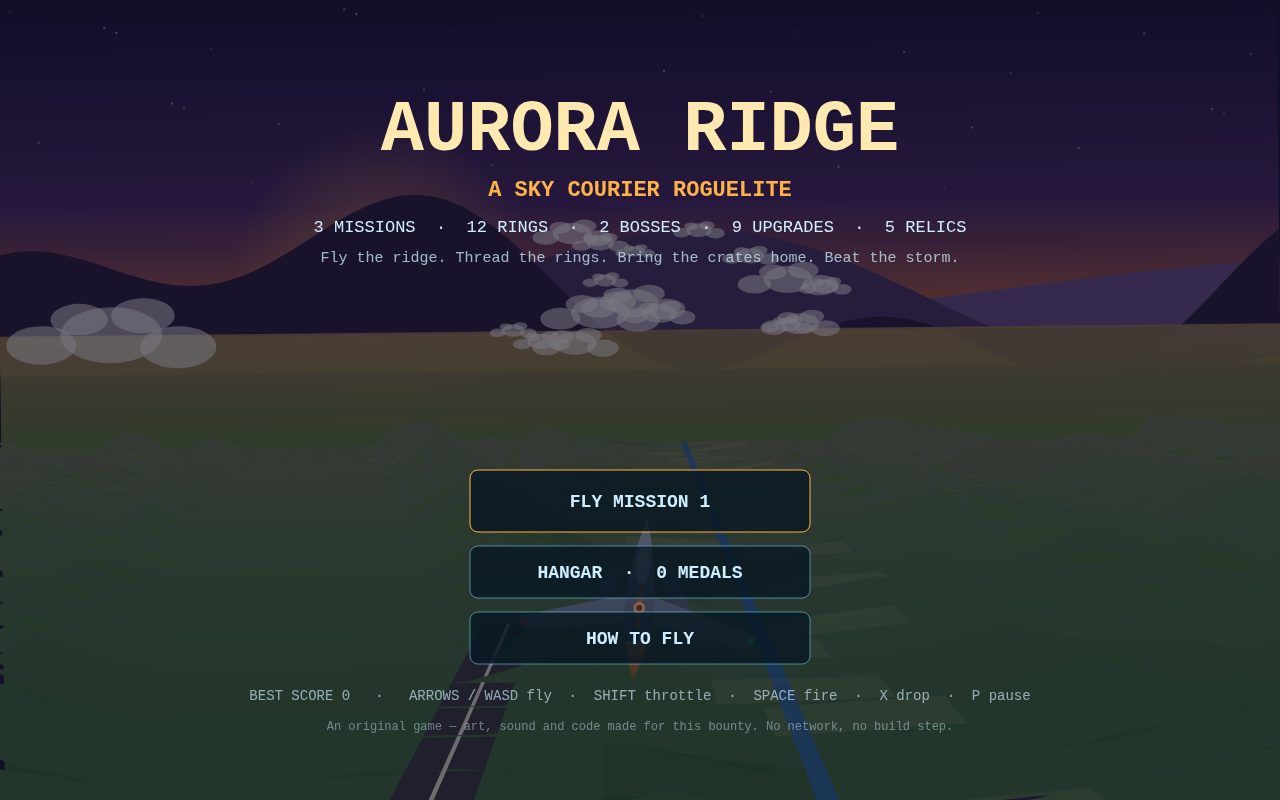 AURORA RIDGE
A SKY COURIER ROGUELITE
3 MISSIONS · 12 RINGS · 2 BOSSES · 9 UPGRADES · 5 RELICS
Fly the ridge. Thread the rings. Bring the crates home. Beat the storm.
FLY MISSION 1
HANGAR · 0 MEDALS
HOW TO FLY
BEST SCORE 0 · ARROWS / WASD fly · SHIFT throttle · SPACE fire · X drop · P pause
An original game — art, sound and code made for this bounty. No network, no build step.